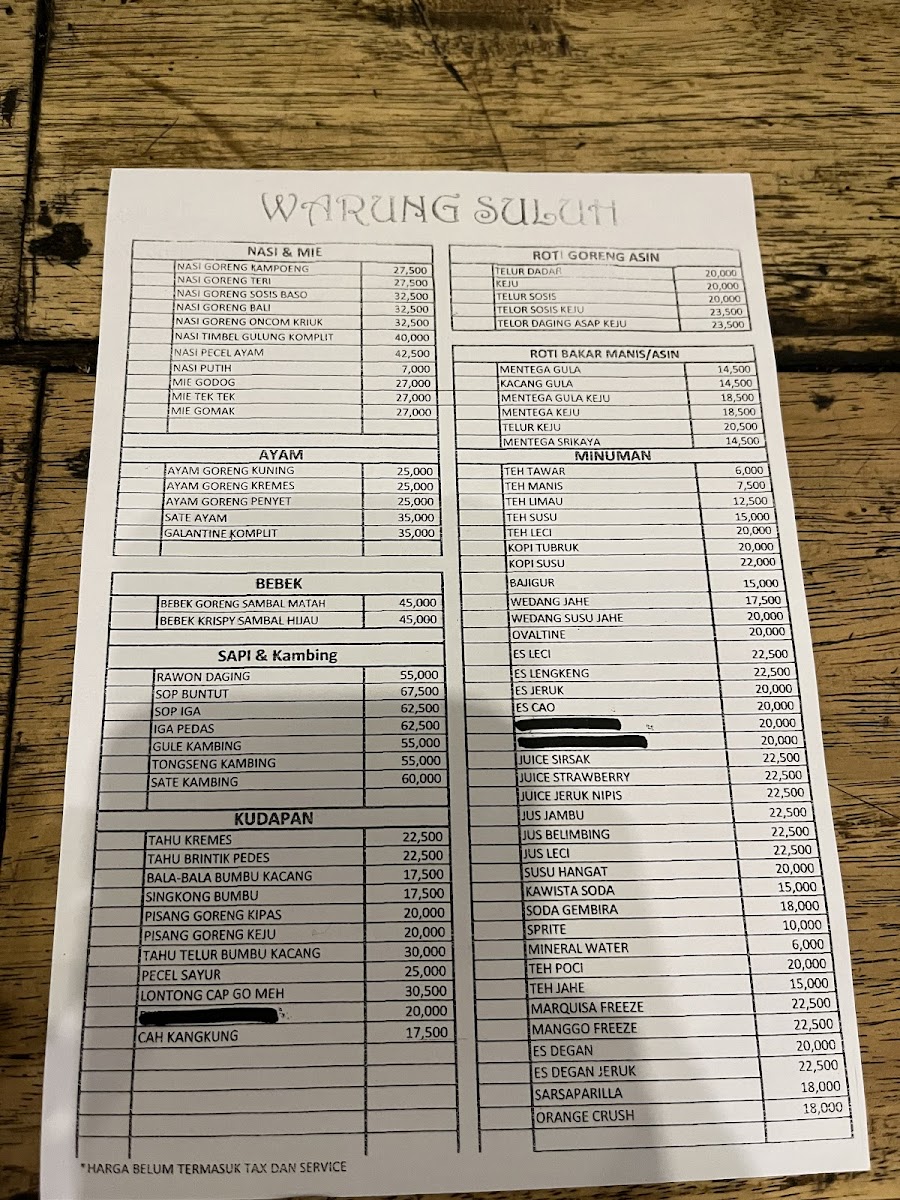 WARUNG SULUH
NASI & MIE
NASI GORENG KAMPOENG 27,500
NASI GORENG TERI 27,500
NASI GORENG SOSIS BASO 32,500
NASI GORENG BALI 32,500
NASI GORENG ONCOM KRIUK 32,500
NASI TIMBEL GULUNG KOMPLIT 40,000
NASI PECEL AYAM 42,500
NASI PUTIH 7,000
MIE GODOG 27,000
MIE TEK TEK 27,000
MIE GOMAK 27,000
AYAM
AYAM GORENG KUNING 25,000
AYAM GORENG KREMES 25,000
AYAM GORENG PENYET 25,000
SATE AYAM 35,000
GALANTINE KOMPLIT 35,000
BEBEK
BEBEK GORENG SAMBAL MATAH 45,000
BEBEK KRISPY SAMBAL HIJAU 45,000
SAPI & Kambing
RAWON DAGING 55,000
SOP BUNTUT 67,500
SOP IGA 62,500
IGA PEDAS 62,500
GULE KAMBING 55,000
TONGSENG KAMBING 55,000
SATE KAMBING 60,000
KUDAPAN
TAHU KREMES 22,500
TAHU BRINTIK PEDES 22,500
BALA-BALA BUMBU KACANG 17,500
SINGKONG BUMBU 17,500
PISANG GORENG KIPAS 20,000
PISANG GORENG KEJU 20,000
TAHU TELUR BUMBU KACANG 30,000
PECEL SAYUR 25,000
LONTONG CAP GO MEH 30,500
20,000
CAH KANGKUNG 17,500
*HARGA BELUM TERMASUK TAX DAN SERVICE
ROTI GORENG ASIN
TELUR DADAR 20,000
KEJU 20,000
TELUR SOSIS 20,000
TELOR SOSIS KEJU 23,500
TELOR DAGING ASAP KEJU 23,500
ROTI BAKAR MANIS/ASIN
MENTEGA GULA 14,500
KACANG GULA 14,500
MENTEGA GULA KEJU 18,500
MENTEGA KEJU 18,500
TELUR KEJU 20,500
MENTEGA SRIKAYA 14,500
MINUMAN
TEH TAWAR 6,000
TEH MANIS 7,500
TEH LIMAU 12,500
TEH SUSU 15,000
TEH LECI 20,000
KOPI TUBRUK 20,000
KOPI SUSU 22,000
BAJIGUR 15,000
WEDANG JAHE 17,500
WEDANG SUSU JAHE 20,000
OVALTINE 20,000
ES LECI 22,500
ES LENGKENG 22,500
ES JERUK 20,000
ES CAO 20,000
20,000
20,000
JUICE SIRSAK 22,500
JUICE STRAWBERRY 22,500
JUICE JERUK NIPIS 22,500
JUS JAMBU 22,500
JUS BELIMBING 22,500
JUS LECI 22,500
SUSU HANGAT 20,000
KAWISTA SODA 15,000
SODA GEMBIRA 18,000
SPRITE 10,000
MINERAL WATER 6,000
TEH POCI 20,000
TEH JAHE 15,000
MARQUISA FREEZE 22,500
MANGGO FREEZE 22,500
ES DEGAN 20,000
ES DEGAN JERUK 22,500
SARSAPARILLA 18,000
ORANGE CRUSH 18,000